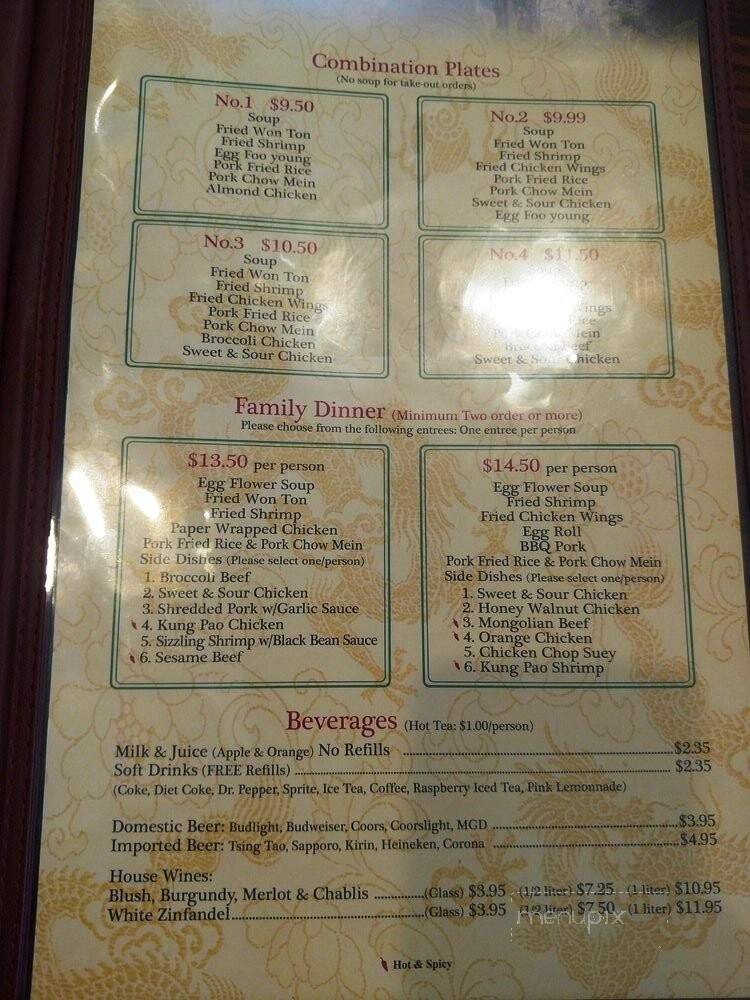 Combination Plates
(No soup for take-out orders)
No.1 $9.50
Soup
Fried Won Ton
Fried Shrimp
Egg Foo young
Pork Fried Rice
Pork Chow Mein
Almond Chicken
No.2 $9.99
Soup
Fried Won Ton
Fried Shrimp
Fried Chicken Wings
Pork Fried Rice
Pork Chow Mein
Sweet & Sour Chicken
Egg Foo young
No.3 $10.50
Soup
Fried Won Ton
Fried Shrimp
Fried Chicken Wings
Pork Fried Rice
Pork Chow Mein
Broccoli Chicken
Sweet & Sour Chicken
No.4 $11.50
Soup
Wings
Rice
Pork Chow Mein
Beef
Sweet & Sour Chicken
Family Dinner (Minimum Two order or more)
Please choose from the following entrees: One entree per person
$13.50 per person
Egg Flower Soup
Fried Won Ton
Fried Shrimp
Paper Wrapped Chicken
Pork Fried Rice & Pork Chow Mein
Side Dishes (Please select one/person)
1. Broccoli Beef
2. Sweet & Sour Chicken
3. Shredded Pork w/Garlic Sauce
4. Kung Pao Chicken
5. Sizzling Shrimp w/Black Bean Sauce
6. Sesame Beef
$14.50 per person
Egg Flower Soup
Fried Shrimp
Fried Chicken Wings
Egg Roll
BBQ Pork
Pork Fried Rice & Pork Chow Mein
Side Dishes (Please select one/person)
1. Sweet & Sour Chicken
2. Honey Walnut Chicken
3. Mongolian Beef
4. Orange Chicken
5. Chicken Chop Suey
6. Kung Pao Shrimp
Beverages (Hot Tea: $1.00/person)
Milk & Juice (Apple & Orange) No Refills $2.35
Soft Drinks (FREE Refills) $2.35
(Coke, Diet Coke, Dr. Pepper, Sprite, Ice Tea, Coffee, Raspberry Iced Tea, Pink Lemonnade)
Domestic Beer: Budlight, Budweiser, Coors, Coorslight, MGD $3.95
Imported Beer: Tsing Tao, Sapporo, Kirin, Heineken, Corona $4.95
House Wines:
Blush, Burgundy, Merlot & Chablis (Glass) $3.95 (1/2 liter) $7.25 (1 liter) $10.95
White Zinfandel (Glass) $3.95 (1/2 liter) $7.50 (1 liter) $11.95
menupix
Hot & Spicy